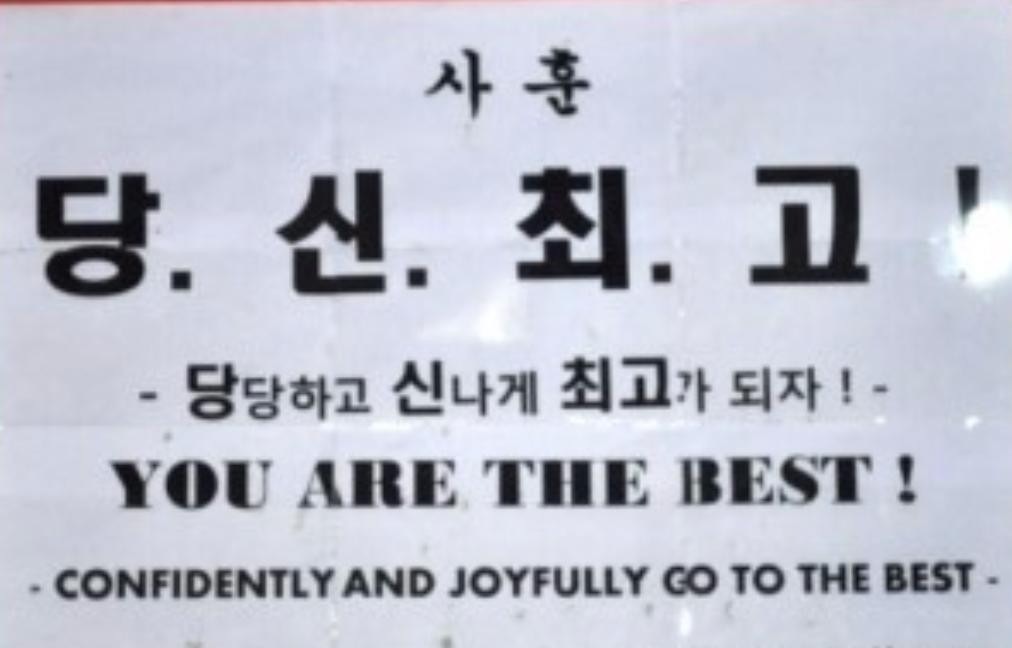 사 훈
당. 신. 최. 고 !
- 당당하고 신나게 최고가 되자 ! -
YOU ARE THE BEST !
- CONFIDENTLY AND JOYFULLY GO TO THE BEST -